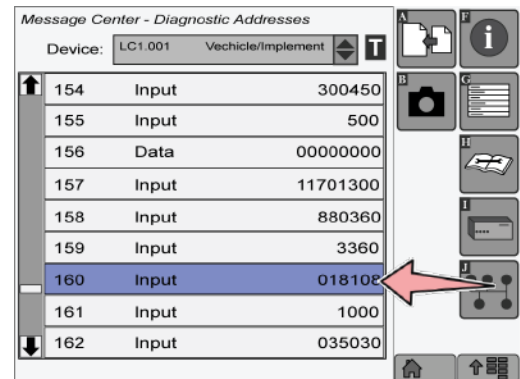 Message Center - Diagnostic Addresses
Device: LC1.001 Vechicle/Implement T
154 Input 300450
155 Input 500
156 Data 00000000
157 Input 11701300
158 Input 880360
159 Input 3360
160 Input 018108
161 Input 1000
162 Input 035030
A
F
i
B
G
H
I
J